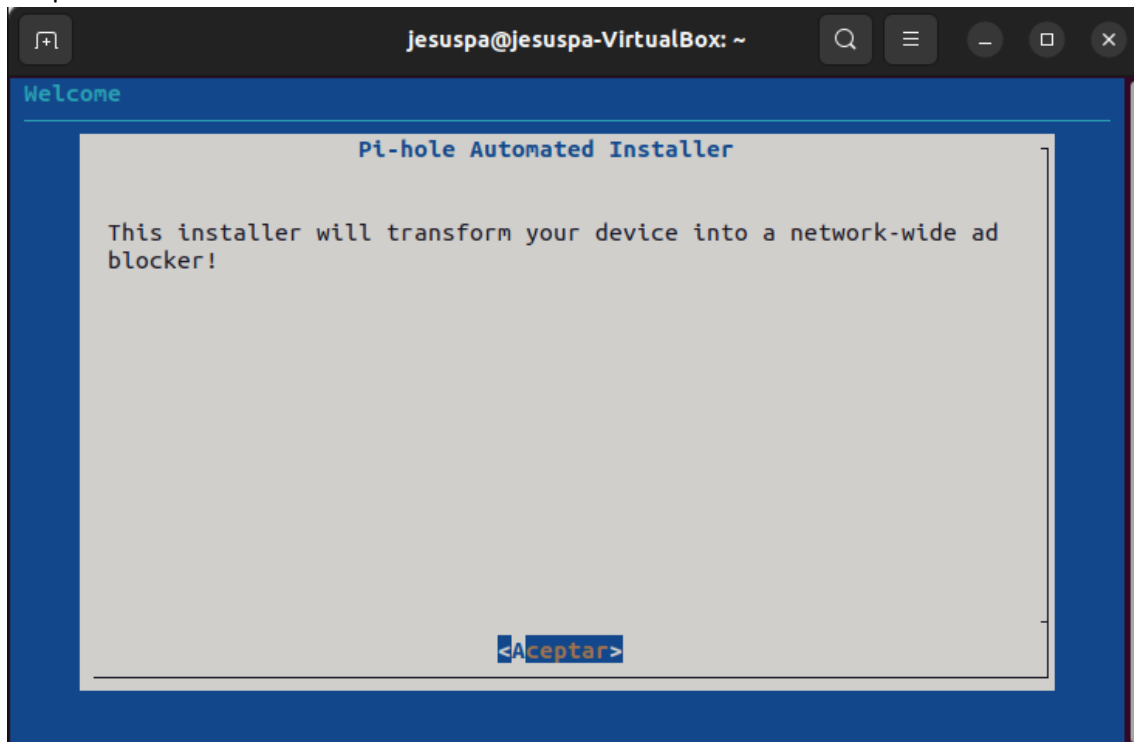 jesuspa@jesuspa-VirtualBox: ~
Welcome
Pi-hole Automated Installer
This installer will transform your device into a network-wide ad
blocker!
<Aceptar>